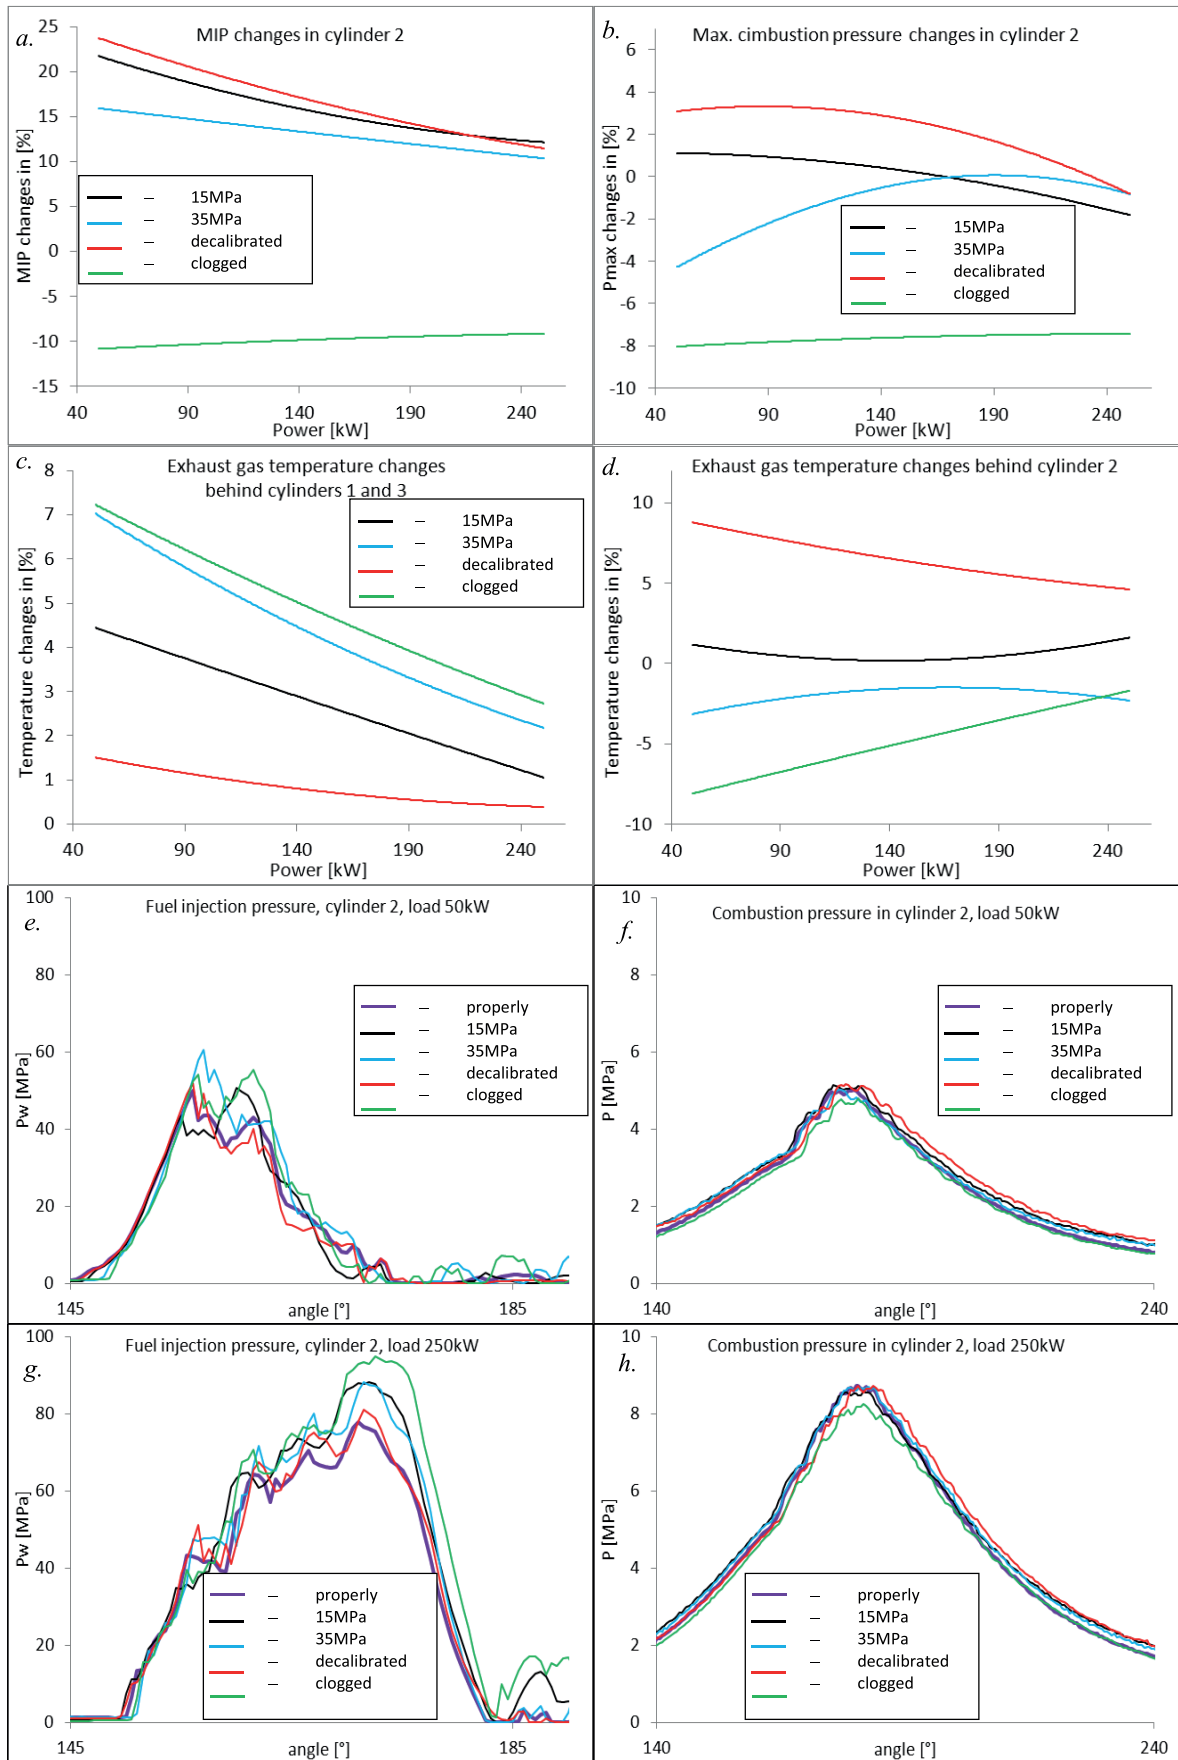 a.
MIP changes in cylinder 2
MIP changes in [%]
25
20
15
10
5
0
-5
-10
-15
– 15MPa
– 35MPa
– decalibrated
– clogged
40 90 140 190 240
Power [kW]
b.
Max. cimbustion pressure changes in cylinder 2
Pmax changes in [%]
6
4
2
0
-2
-4
-6
-8
-10
– 15MPa
– 35MPa
– decalibrated
– clogged
40 90 140 190 240
Power [kW]
c.
Exhaust gas temperature changes
behind cylinders 1 and 3
Temperature changes in [%]
8
7
6
5
4
3
2
1
0
– 15MPa
– 35MPa
– decalibrated
– clogged
40 90 140 190 240
Power [kW]
d.
Exhaust gas temperature changes behind cylinder 2
Temperature changes in [%]
10
5
0
-5
-10
– 15MPa
– 35MPa
– decalibrated
– clogged
40 90 140 190 240
Power [kW]
e.
Fuel injection pressure, cylinder 2, load 50kW
Pw [MPa]
100
80
60
40
20
0
– properly
– 15MPa
– 35MPa
– decalibrated
– clogged
145 185
angle [°]
f.
Combustion pressure in cylinder 2, load 50kW
P [MPa]
10
8
6
4
2
0
– properly
– 15MPa
– 35MPa
– decalibrated
– clogged
140 240
angle [°]
g.
Fuel injection pressure, cylinder 2, load 250kW
Pw [MPa]
100
80
60
40
20
0
– properly
– 15MPa
– 35MPa
– decalibrated
– clogged
145 185
angle [°]
h.
Combustion pressure in cylinder 2, load 250kW
P [MPa]
10
8
6
4
2
0
– properly
– 15MPa
– 35MPa
– decalibrated
– clogged
140 240
angle [°]